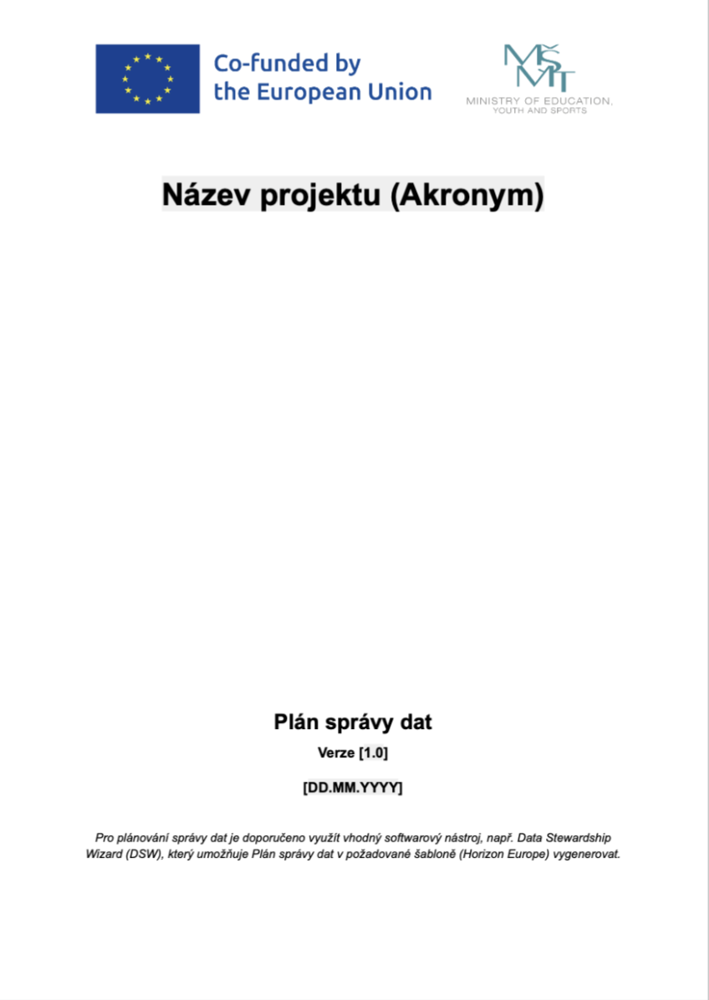 Co-funded by
the European Union
MŠMT
MINISTRY OF EDUCATION,
YOUTH AND SPORTS
Název projektu (Akronym)
Plán správy dat
Verze [1.0]
[DD.MM.YYYY]
Pro plánování správy dat je doporučeno využít vhodný softwarový nástroj, např. Data Stewardship
Wizard (DSW), který umožňuje Plán správy dat v požadované šabloně (Horizon Europe) vygenerovat.